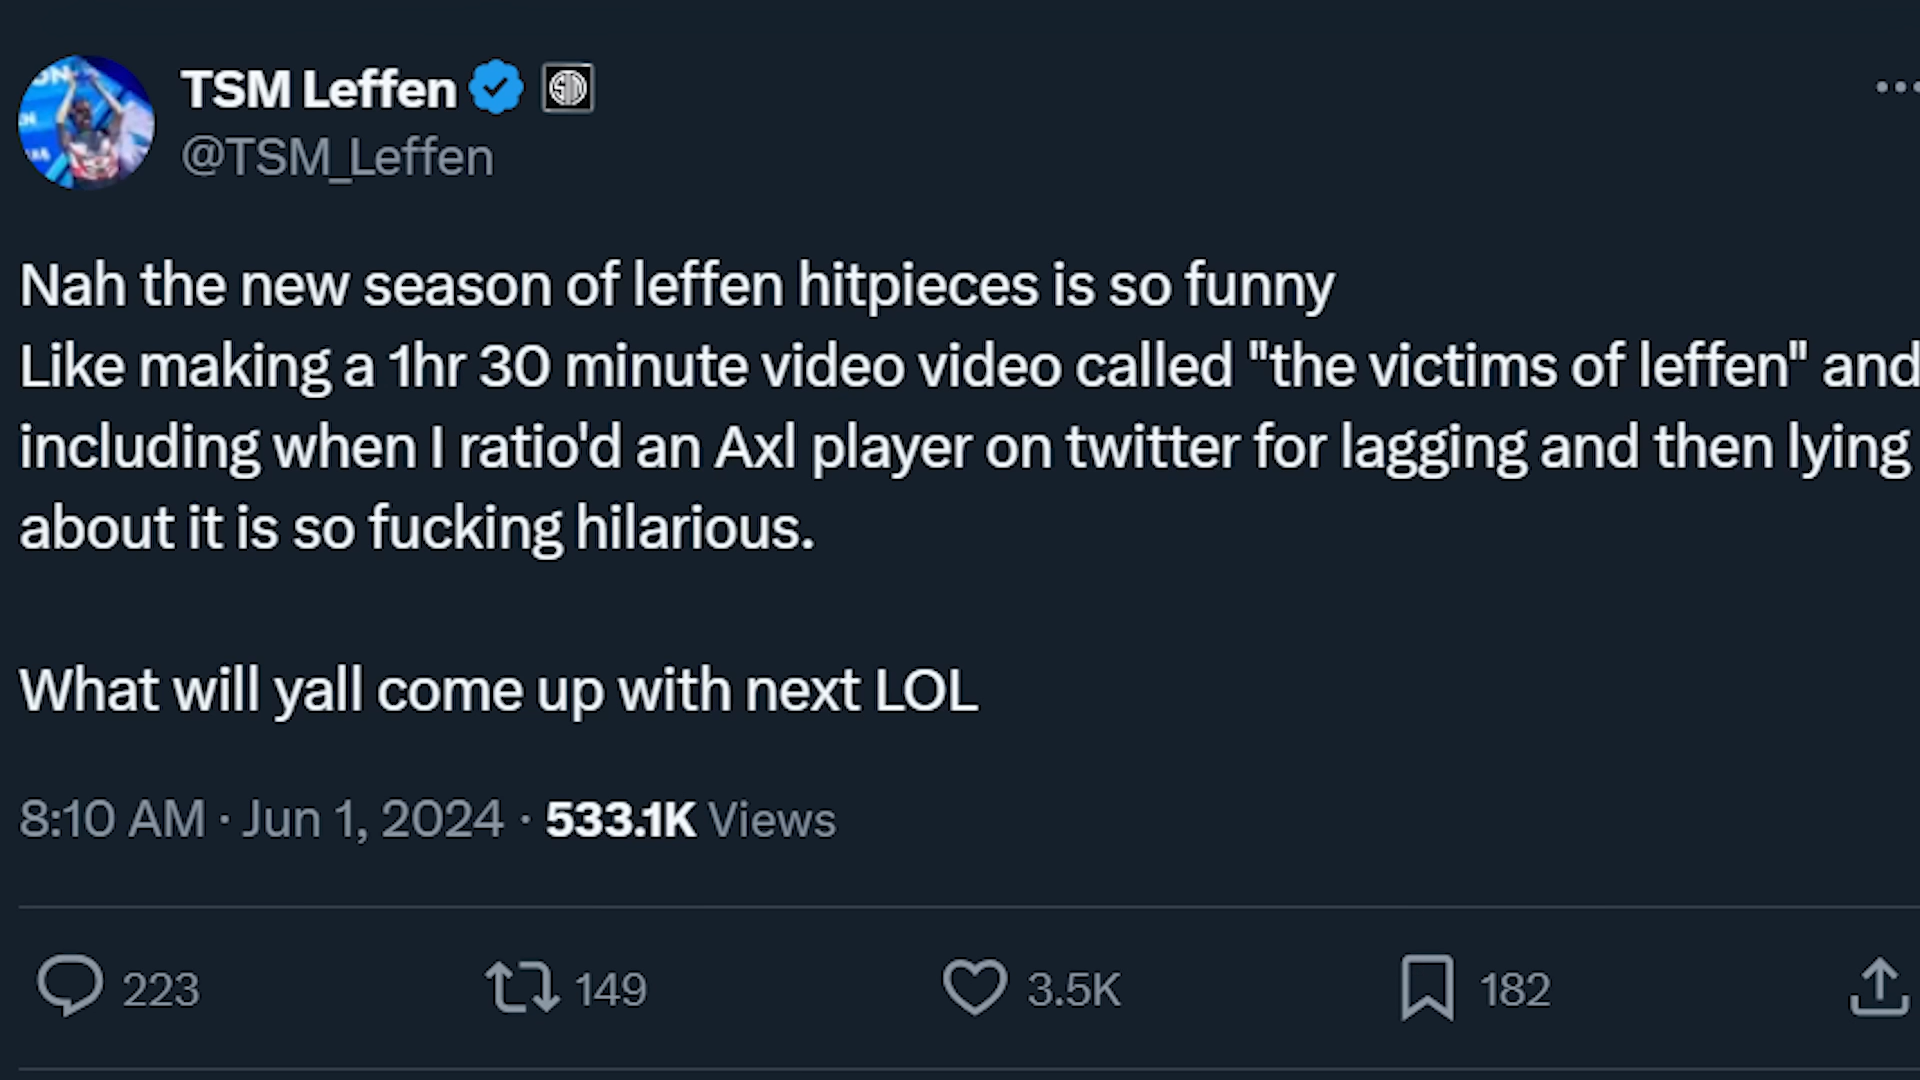 TSM Leffen
@TSM_Leffen
Nah the new season of leffen hitpieces is so funny
Like making a 1hr 30 minute video video called "the victims of leffen" and
including when I ratio'd an Axl player on twitter for lagging and then lying
about it is so fucking hilarious.
What will yall come up with next LOL
8:10 AM · Jun 1, 2024 · 533.1K Views
223 149 3.5K 182